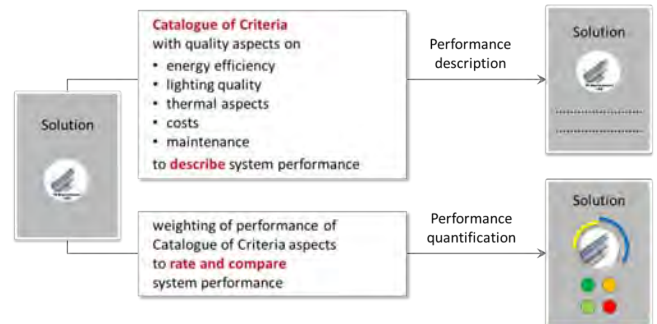 Solution
Catalogue of Criteria
with quality aspects on
• energy efficiency
• lighting quality
• thermal aspects
• costs
• maintenance
to describe system performance
Performance
description
Solution
weighting of performance of
Catalogue of Criteria aspects
to rate and compare
system performance
Performance
quantification
Solution